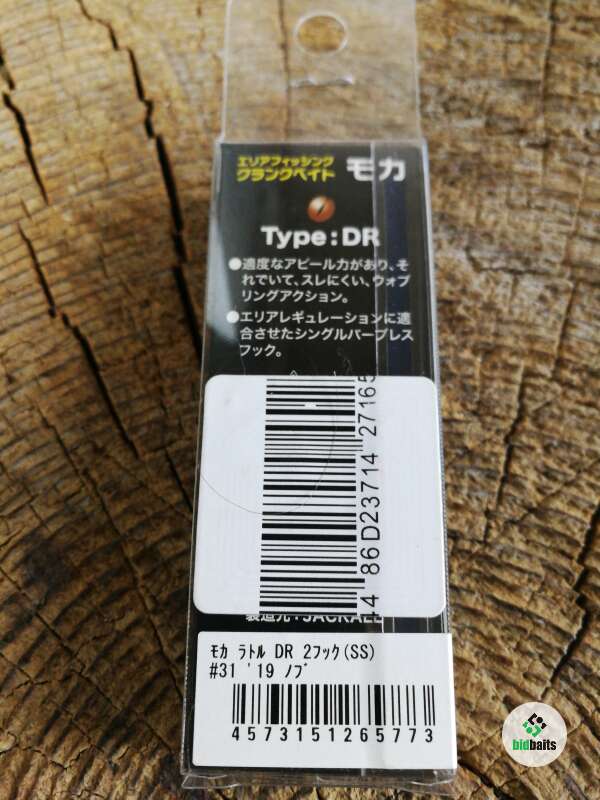 エリアフィッシング
クランクベイト モカ
Type:DR
●適度なアピール力があり、そ
れでいて、スレにくい、ウォブ
リングアクション。
●エリアレギュレーションに適
合させたシングルバーブレス
フック。
4 86D23714 27165
製造元:JACKALL
ﾓｶ ﾗﾄﾙ DR 2ﾌｯｸ(SS)
#31 '19 ﾉﾌﾞ
4573151265773
bidbaits